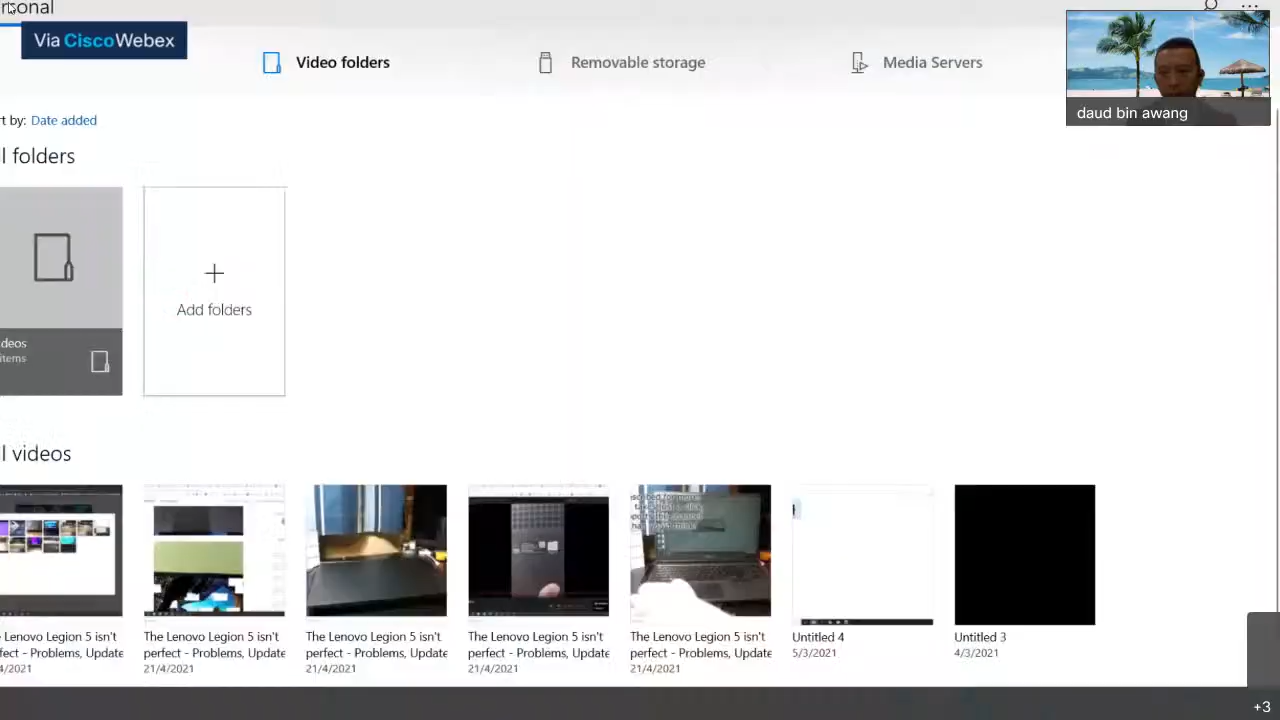 rsonal
Via CiscoWebex
Video folders
Removable storage
Media Servers
daud bin awang
rt by: Date added
l folders
Add folders
deos
items
l videos
e Lenovo Legion 5 isn't
perfect - Problems, Update
4/2021
The Lenovo Legion 5 isn't
perfect - Problems, Update
21/4/2021
The Lenovo Legion 5 isn't
perfect - Problems, Update
21/4/2021
The Lenovo Legion 5 isn't
perfect - Problems, Update
21/4/2021
The Lenovo Legion 5 isn't
perfect - Problems, Update
21/4/2021
Untitled 4
5/3/2021
Untitled 3
4/3/2021
+3